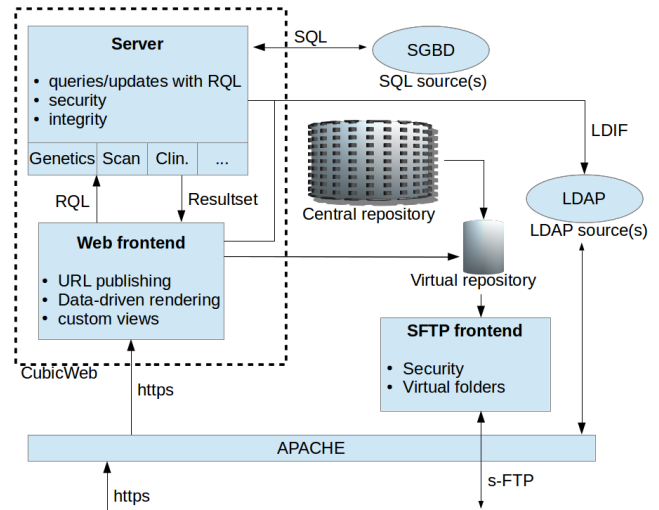 Server
• queries/updates with RQL
• security
• integrity
Genetics Scan Clin. ...
SQL
SGBD
SQL source(s)
LDIF
Central repository
LDAP
LDAP source(s)
RQL
Resultset
Web frontend
• URL publishing
• Data-driven rendering
• custom views
Virtual repository
SFTP frontend
• Security
• Virtual folders
CubicWeb
https
APACHE
https
s-FTP